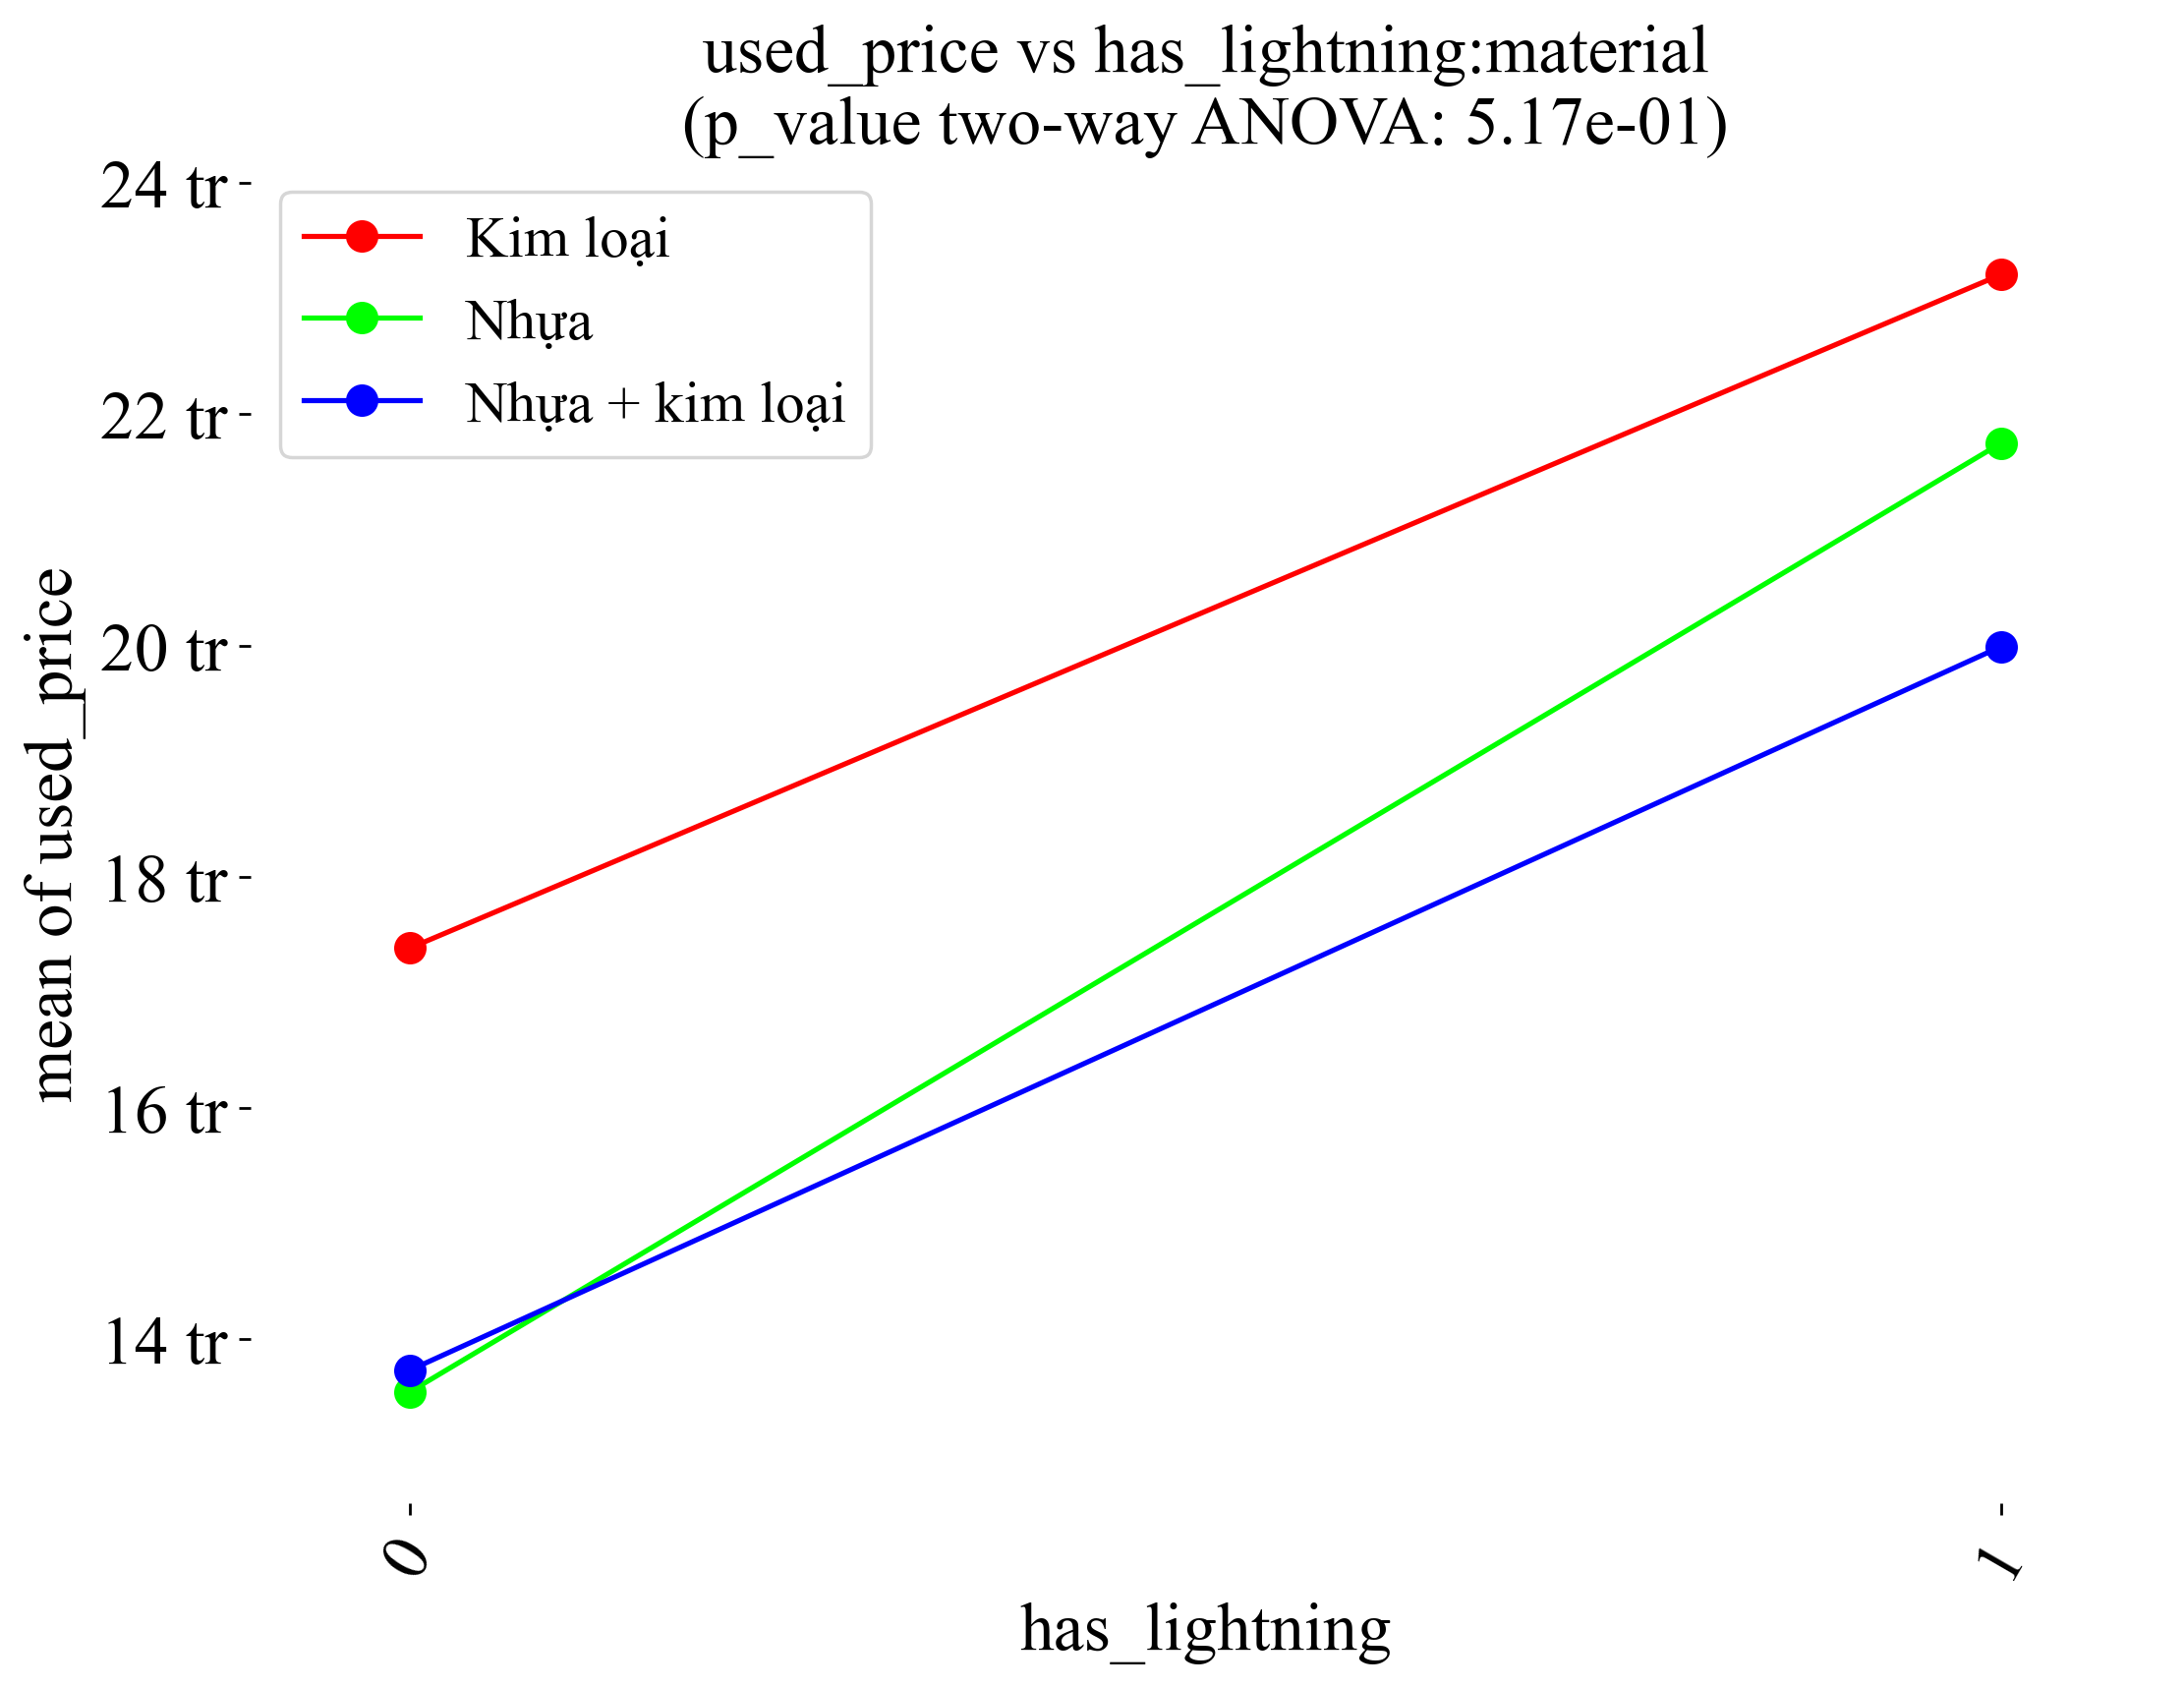 used_price vs has_lightning:material
(p_value two-way ANOVA: 5.17e-01)
24 tr
22 tr
20 tr
18 tr
16 tr
14 tr
Kim loại
Nhựa
Nhựa + kim loại
mean of used_price
0
1
has_lightning